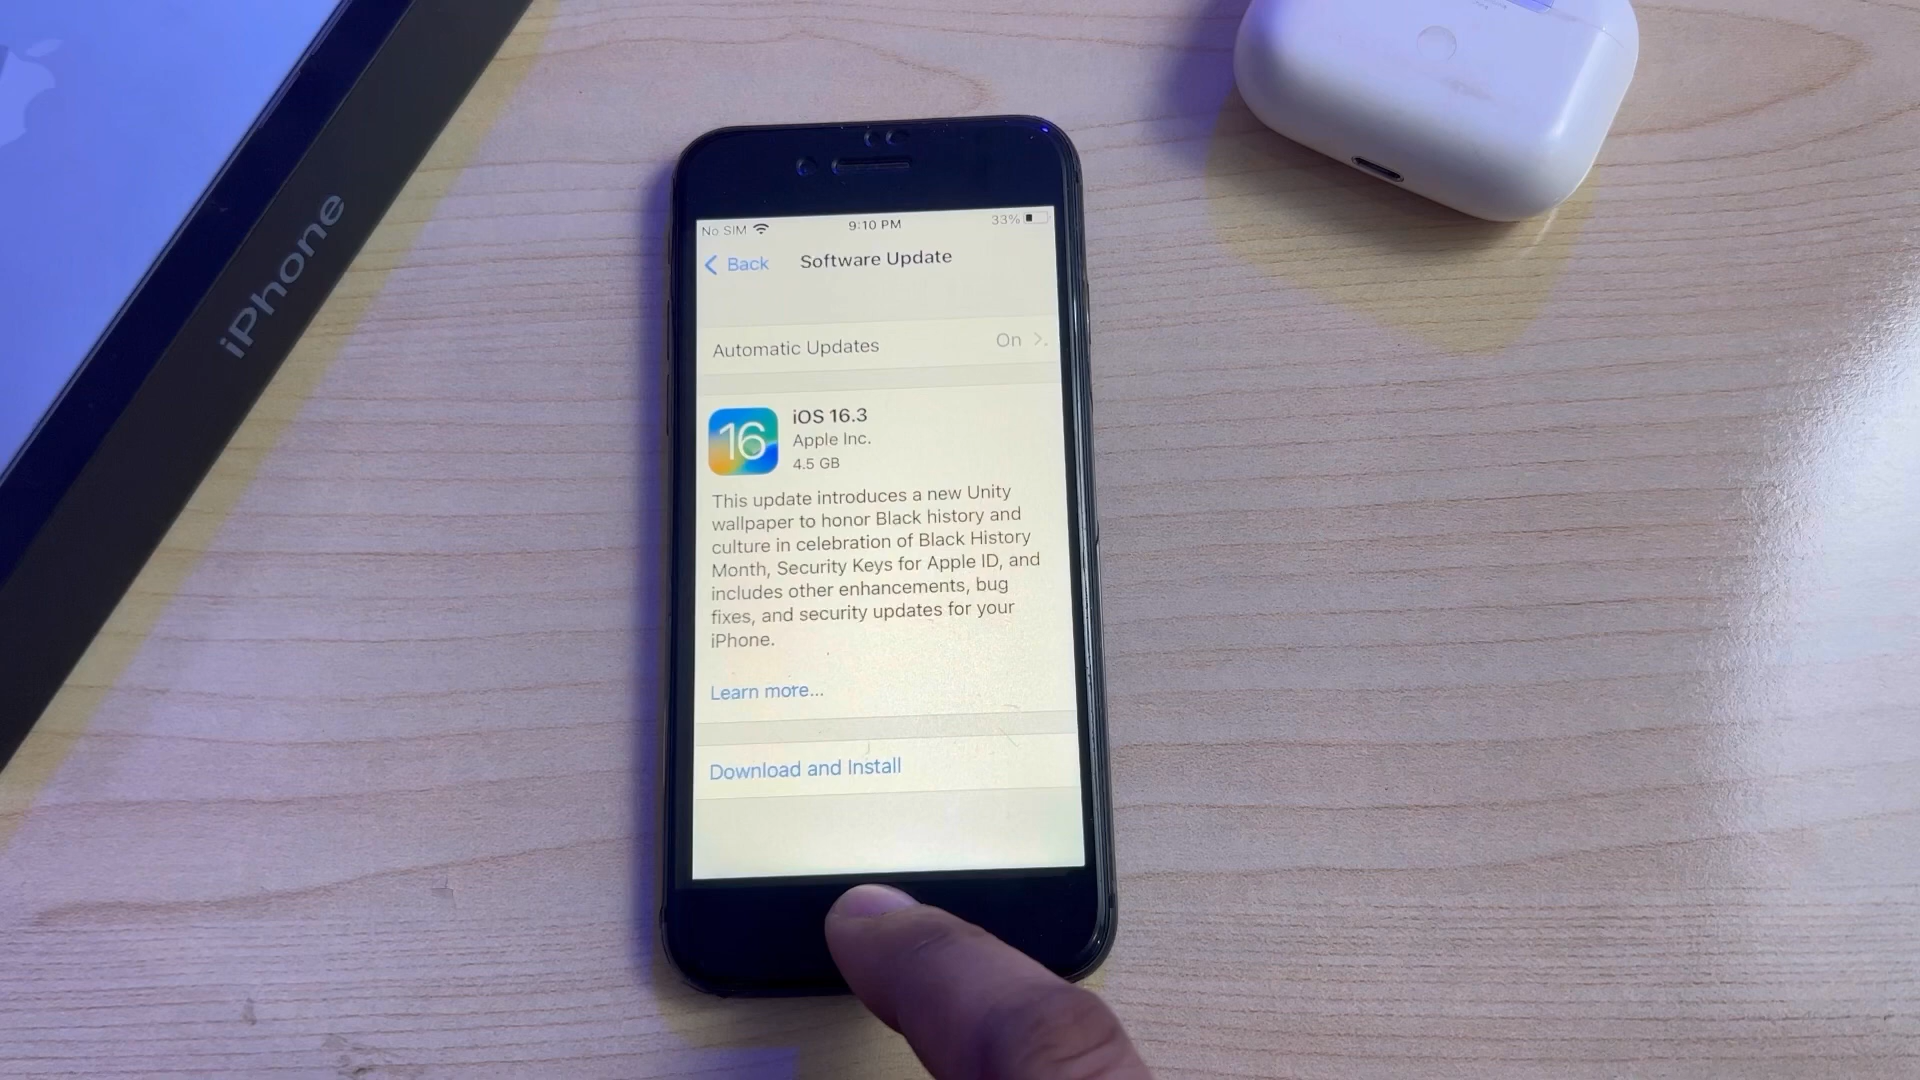 iPhone
No SIM 9:10 PM 33%
Back Software Update
Automatic Updates On
16
iOS 16.3
Apple Inc.
4.5 GB
This update introduces a new Unity
wallpaper to honor Black history and
culture in celebration of Black History
Month, Security Keys for Apple ID, and
includes other enhancements, bug
fixes, and security updates for your
iPhone.
Learn more...
Download and Install